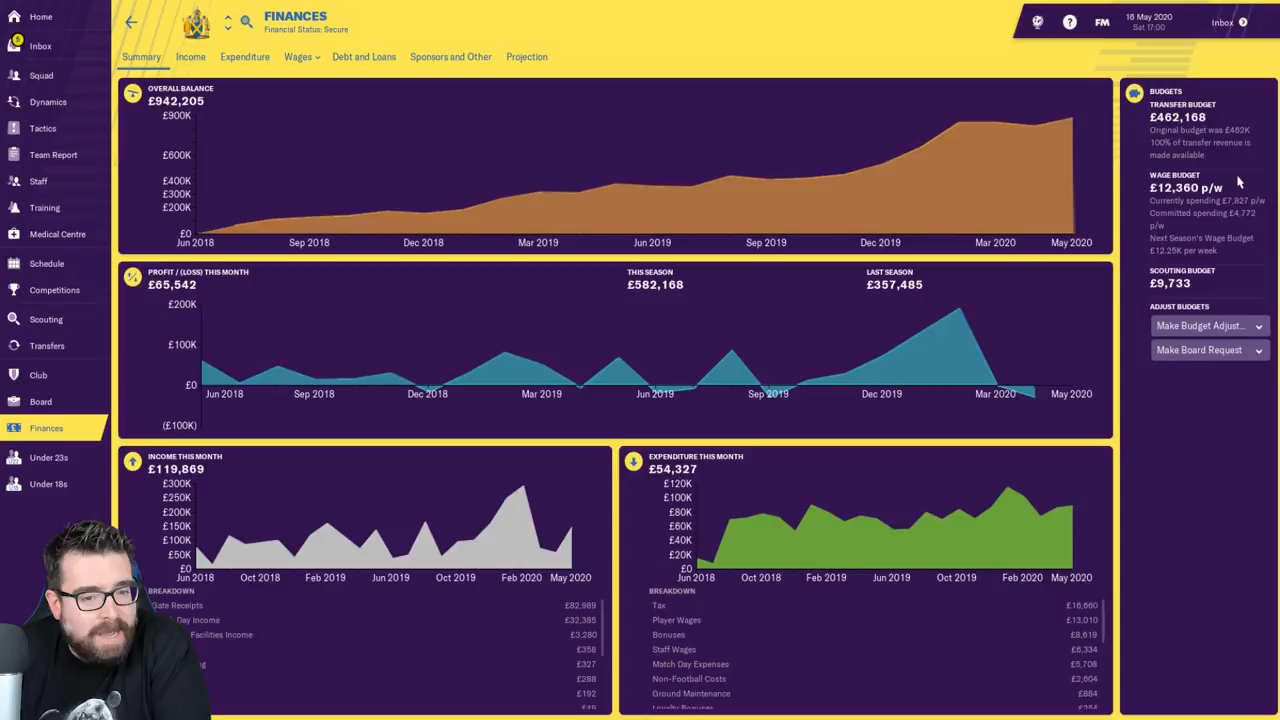 Home
5
Inbox
Squad
Dynamics
Tactics
Team Report
Staff
Training
Medical Centre
Schedule
Competitions
Scouting
Transfers
Club
Board
Finances
Under 23s
Under 18s
FINANCES
Financial Status: Secure
?
FM
16 May 2020
Sat 17:00
Inbox
Summary
Income
Expenditure
Wages
Debt and Loans
Sponsors and Other
Projection
OVERALL BALANCE
£942,205
£900K
£600K
£400K
£300K
£200K
£0
Jun 2018
Sep 2018
Dec 2018
Mar 2019
Jun 2019
Sep 2019
Dec 2019
Mar 2020
May 2020
PROFIT / (LOSS) THIS MONTH
£65,542
THIS SEASON
£582,168
LAST SEASON
£357,485
£200K
£100K
£0
(£100K)
Jun 2018
Sep 2018
Dec 2018
Mar 2019
Jun 2019
Sep 2019
Dec 2019
Mar 2020
May 2020
INCOME THIS MONTH
£119,869
£300K
£250K
£200K
£150K
£100K
£50K
£0
Jun 2018
Oct 2018
Feb 2019
Jun 2019
Oct 2019
Feb 2020
May 2020
BREAKDOWN
Gate Receipts £82,989
Day Income £32,385
Facilities Income £3,280
£358
£327
£288
£192
£49
EXPENDITURE THIS MONTH
£54,327
£120K
£100K
£80K
£60K
£40K
£20K
£0
Jun 2018
Oct 2018
Feb 2019
Jun 2019
Oct 2019
Feb 2020
May 2020
BREAKDOWN
Tax £16,660
Player Wages £13,010
Bonuses £8,619
Staff Wages £6,334
Match Day Expenses £5,708
Non-Football Costs £2,604
Ground Maintenance £884
Loyalty Bonuses £254
BUDGETS
TRANSFER BUDGET
£462,168
Original budget was £462K
100% of transfer revenue is
made available
WAGE BUDGET
£12,360 p/w
Currently spending £7,827 p/w
Committed spending £4,772
p/w
Next Season's Wage Budget
£12.25K per week
SCOUTING BUDGET
£9,733
ADJUST BUDGETS
Make Budget Adjust...
Make Board Request